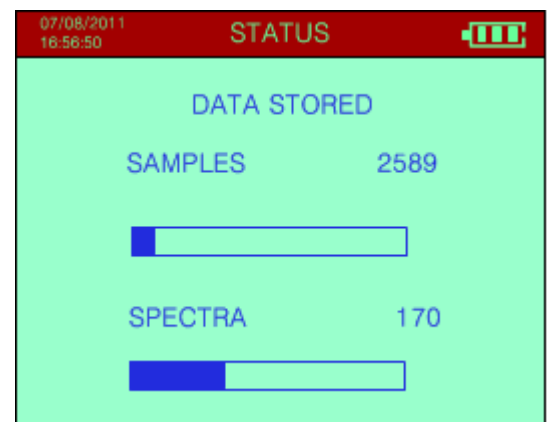 07/08/2011
16:56:50
STATUS
DATA STORED
SAMPLES 2589
SPECTRA 170